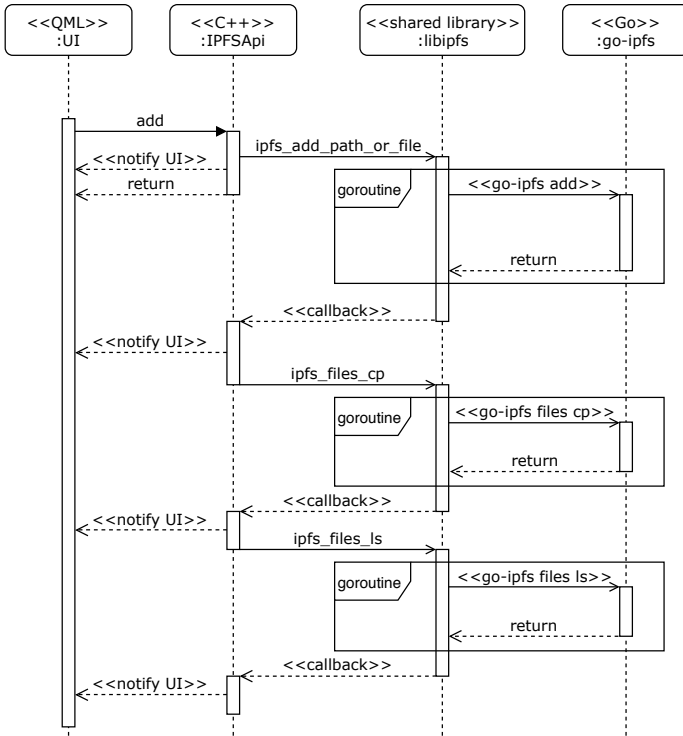 <<QML>>
:UI
<<C++>>
:IPFSApi
<<shared library>>
:libipfs
<<Go>>
:go-ipfs
add
ipfs_add_path_or_file
<<notify UI>>
return
goroutine
<<go-ipfs add>>
return
<<callback>>
<<notify UI>>
ipfs_files_cp
goroutine
<<go-ipfs files cp>>
return
<<callback>>
<<notify UI>>
ipfs_files_ls
goroutine
<<go-ipfs files ls>>
return
<<callback>>
<<notify UI>>